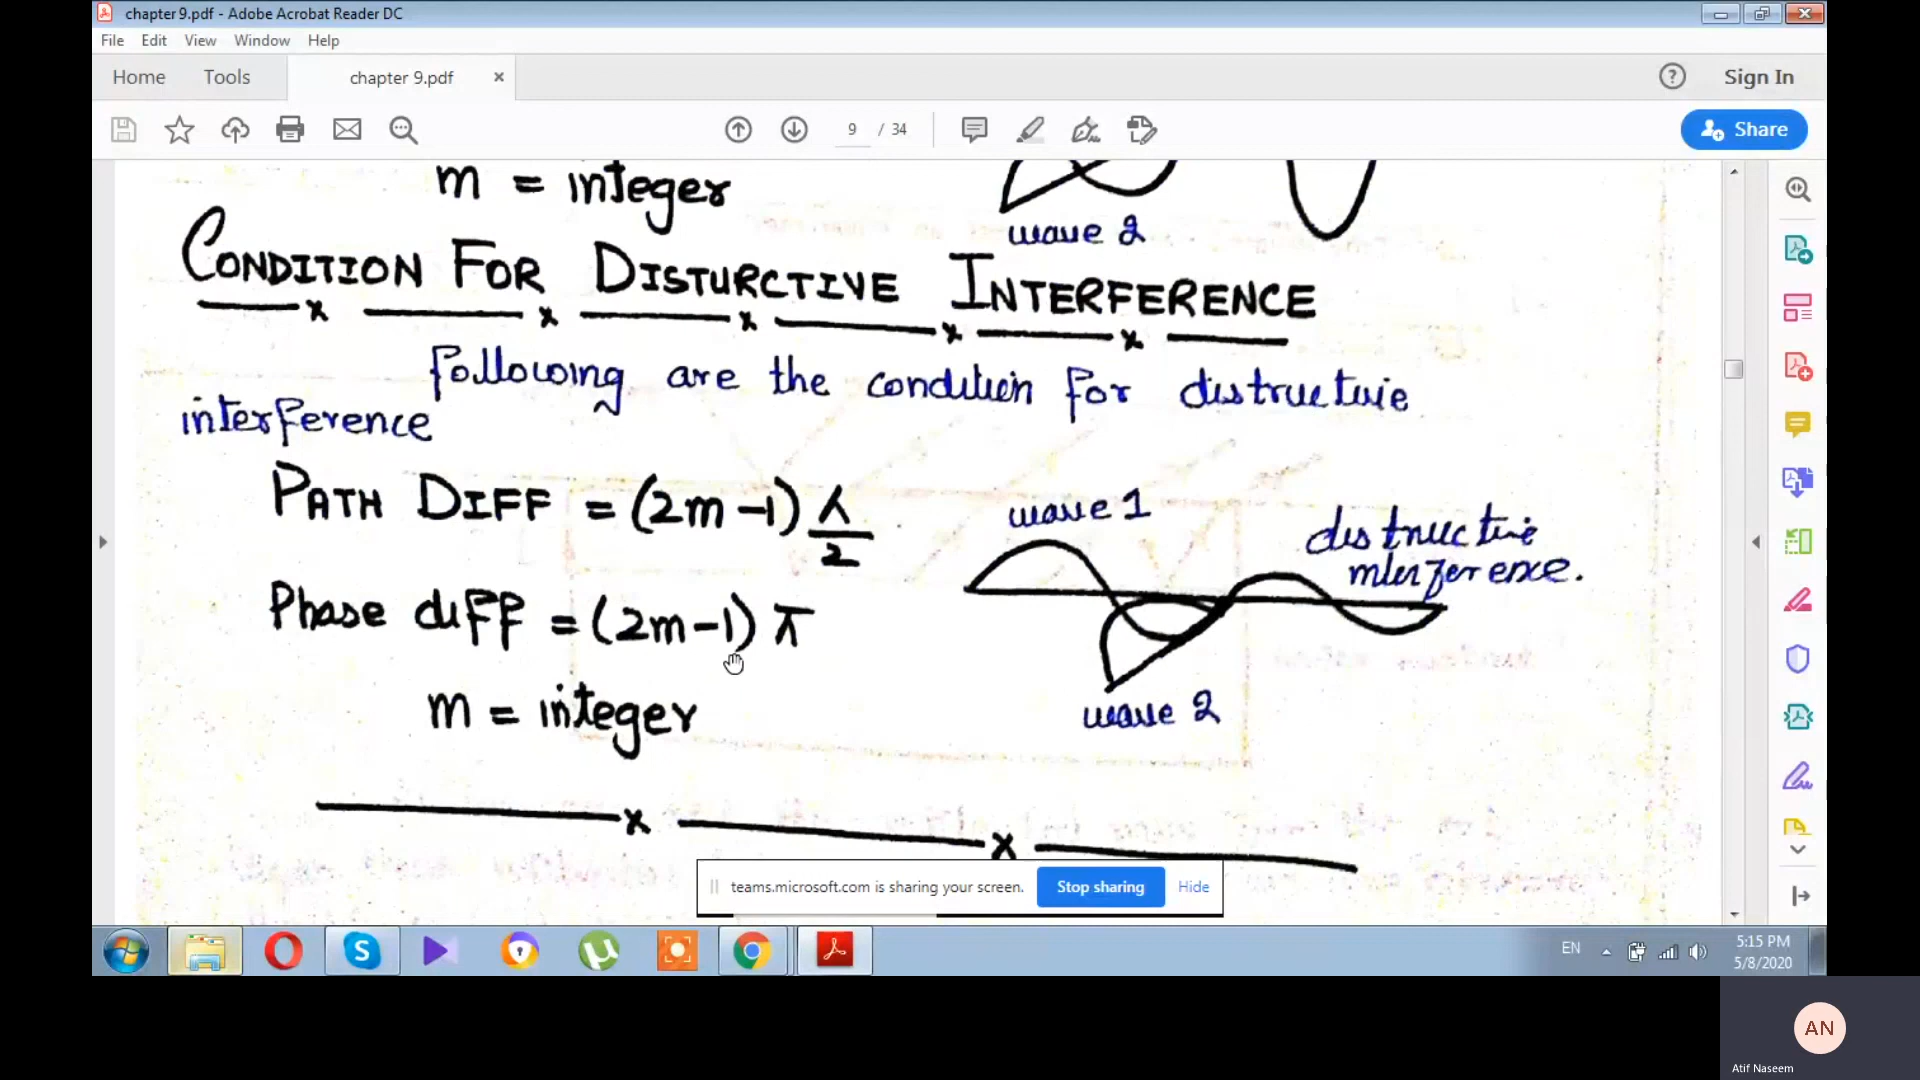 chapter 9.pdf - Adobe Acrobat Reader DC
File Edit View Window Help
Home Tools chapter 9.pdf × Sign In
9 / 34 Share
m = integer
wave 2
CONDITION FOR DISTURCTIVE INTERFERENCE
following are the condition for distructive
interference
PATH DIFF = (2m-1) λ/2
wave 1
distructive
interference.
Phase diff = (2m-1) π
m = integer
wave 2
teams.microsoft.com is sharing your screen. Stop sharing Hide
EN 5:15 PM
5/8/2020
AN
Atif Naseem